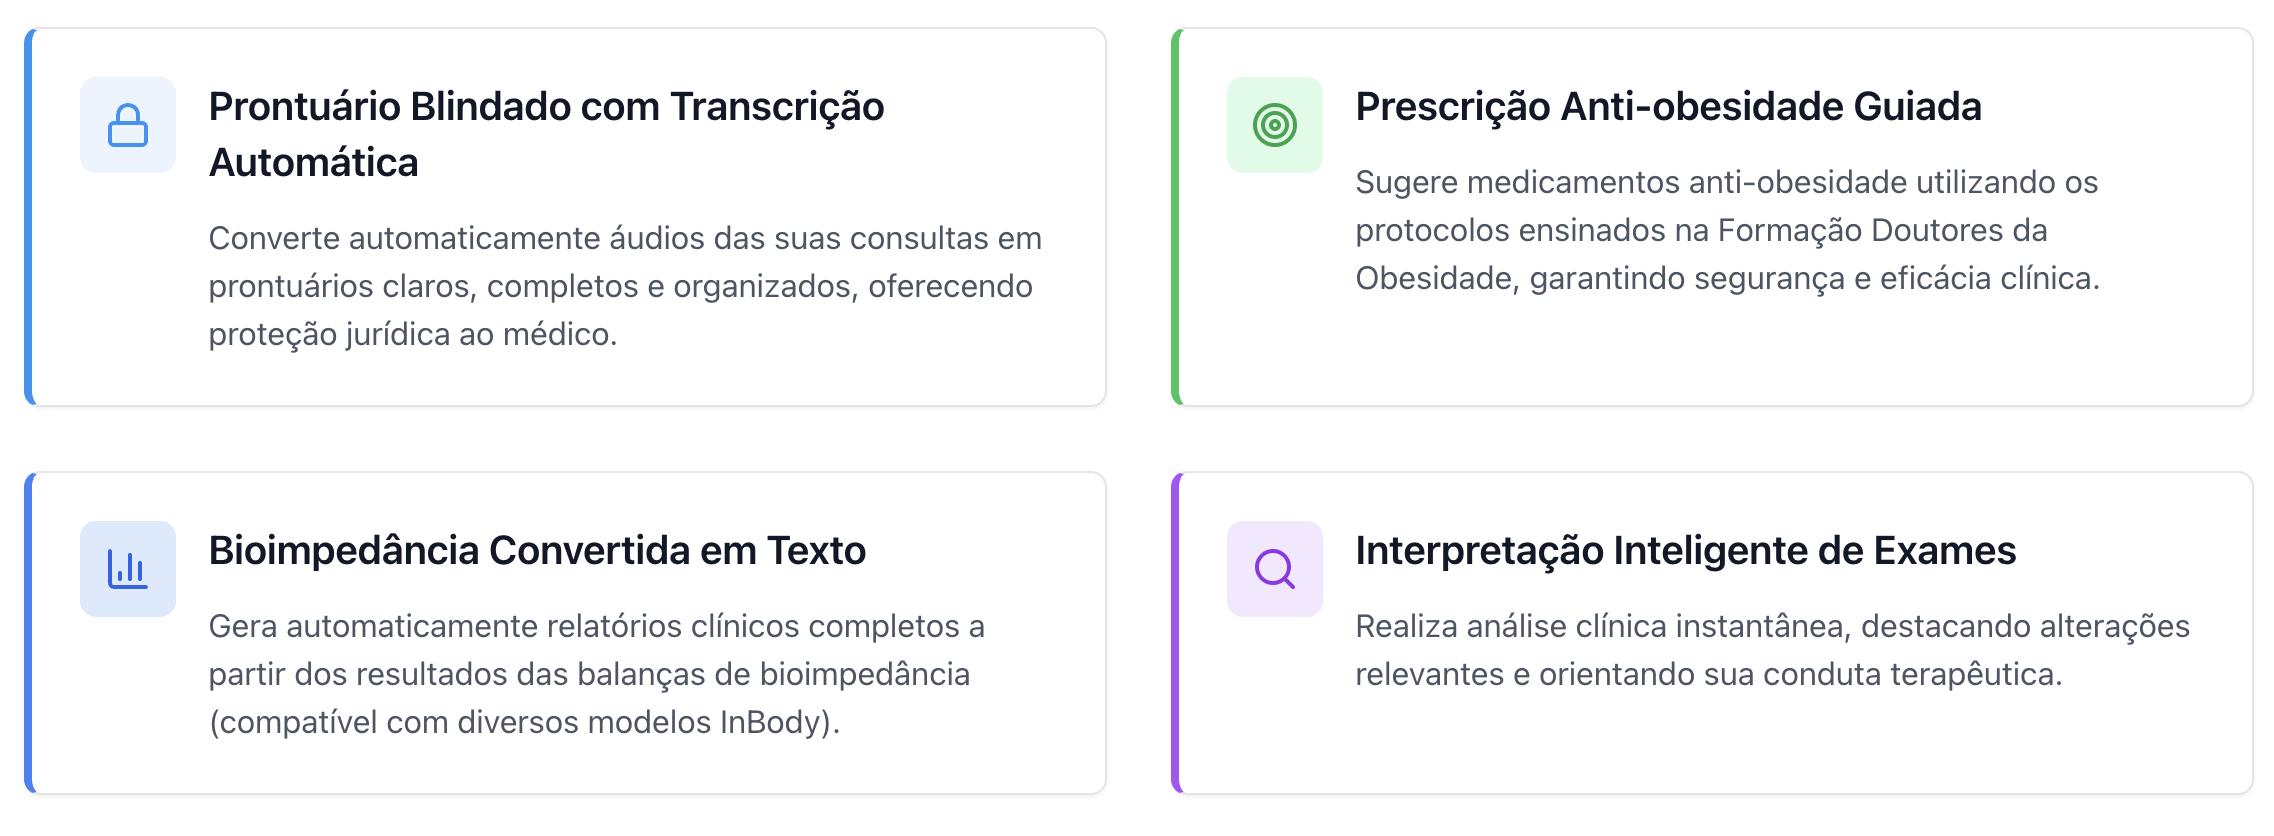 Prontuário Blindado com Transcrição
Automática
Converte automaticamente áudios das suas consultas em
prontuários claros, completos e organizados, oferecendo
proteção jurídica ao médico.
Prescrição Anti-obesidade Guiada
Sugere medicamentos anti-obesidade utilizando os
protocolos ensinados na Formação Doutores da
Obesidade, garantindo segurança e eficácia clínica.
Bioimpedância Convertida em Texto
Gera automaticamente relatórios clínicos completos a
partir dos resultados das balanças de bioimpedância
(compatível com diversos modelos InBody).
Interpretação Inteligente de Exames
Realiza análise clínica instantânea, destacando alterações
relevantes e orientando sua conduta terapêutica.